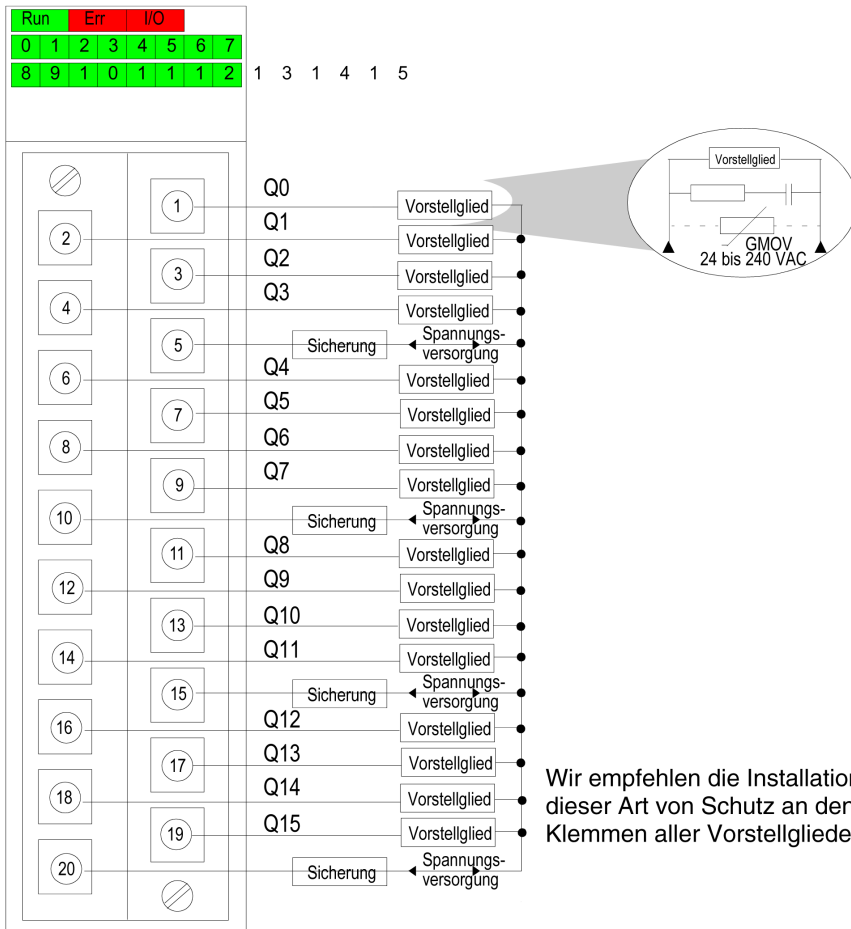 Run Err I/O
0 1 2 3 4 5 6 7
8 9 1 0 1 1 1 2 1 3 1 4 1 5
Vorstellglied
GMOV
24 bis 240 VAC
1 Q0 Vorstellglied
2 Q1 Vorstellglied
3 Q2 Vorstellglied
4 Q3 Vorstellglied
5 Sicherung Spannungs-
versorgung
6 Q4 Vorstellglied
7 Q5 Vorstellglied
8 Q6 Vorstellglied
9 Q7 Vorstellglied
10 Sicherung Spannungs-
versorgung
11 Q8 Vorstellglied
12 Q9 Vorstellglied
13 Q10 Vorstellglied
14 Q11 Vorstellglied
15 Sicherung Spannungs-
versorgung
16 Q12 Vorstellglied
17 Q13 Vorstellglied
18 Q14 Vorstellglied
19 Q15 Vorstellglied
20 Sicherung Spannungs-
versorgung
Wir empfehlen die Installation
dieser Art von Schutz an den
Klemmen aller Vorstellgliede